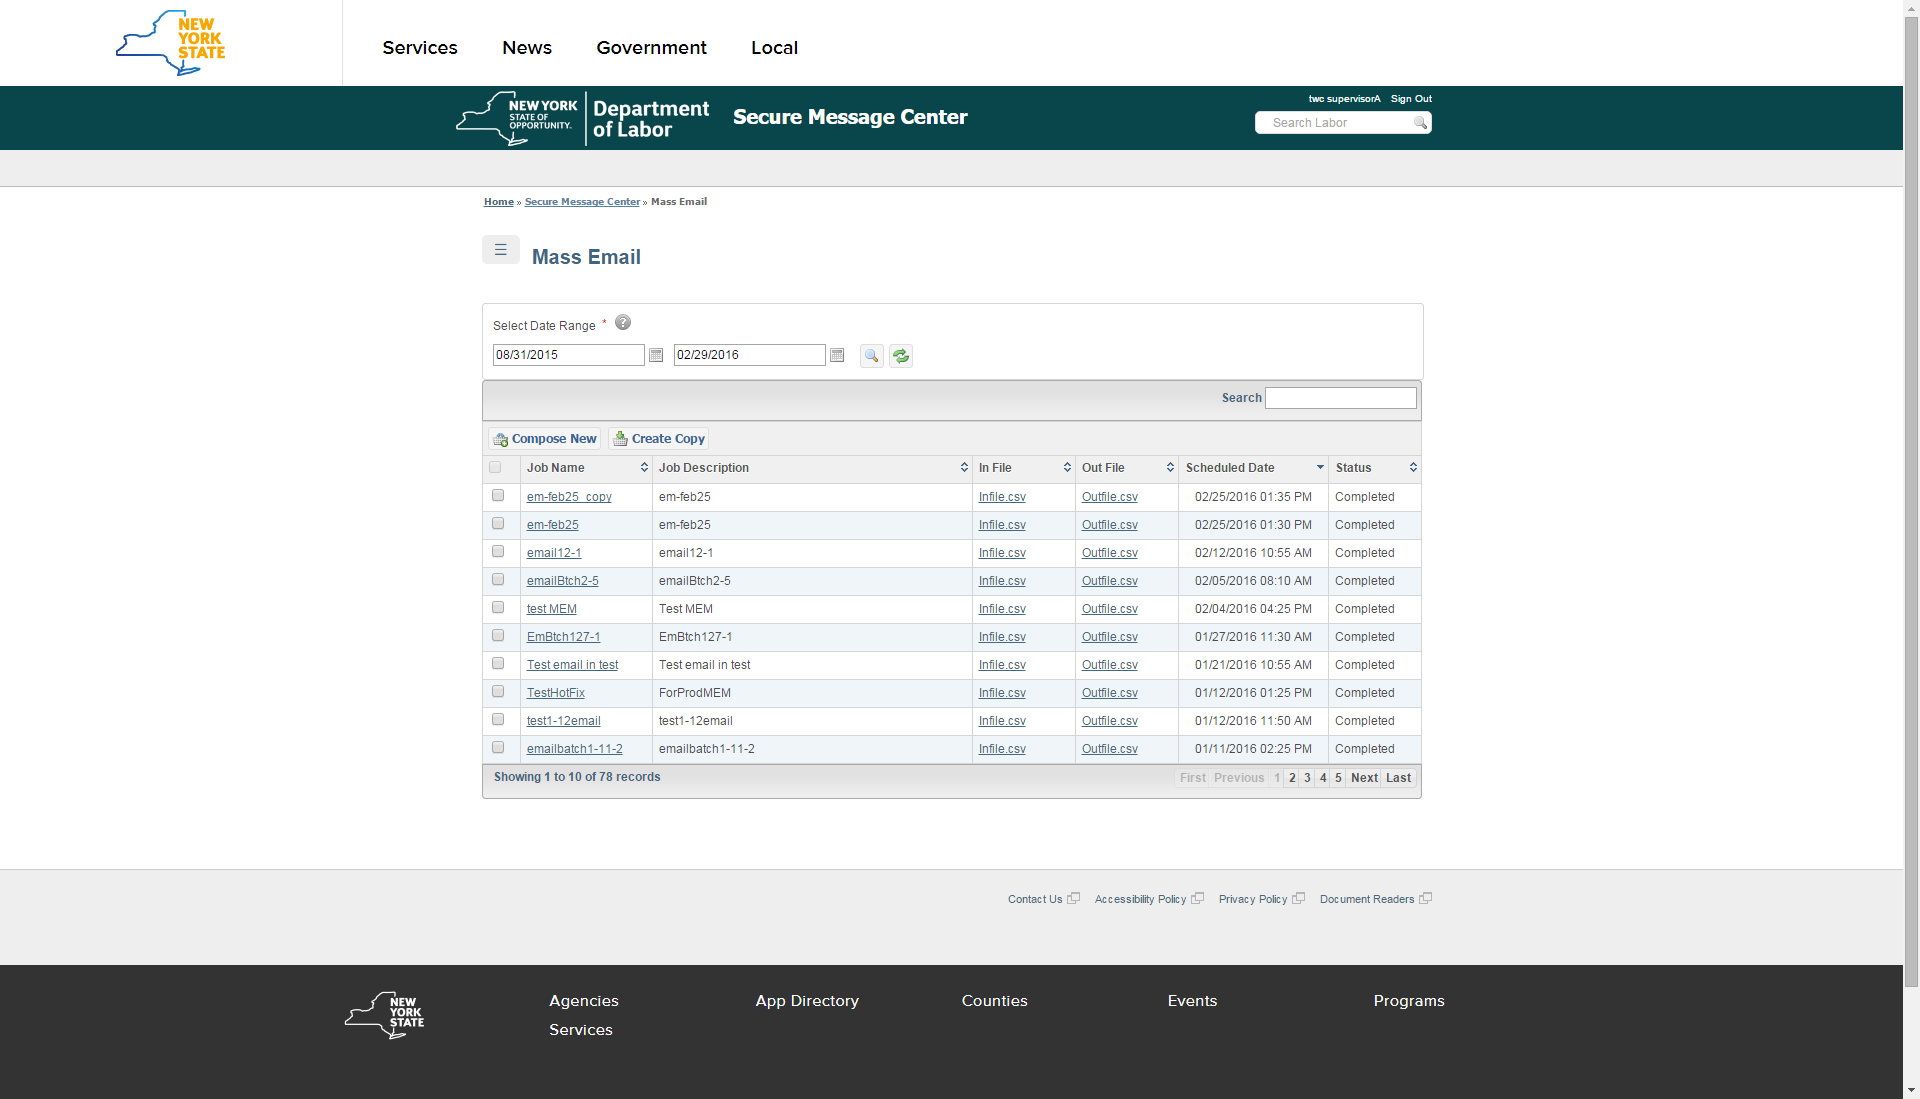 NEW
YORK
STATE
Services News Government Local
NEW YORK
STATE OF
OPPORTUNITY.
Department
of Labor
Secure Message Center
twc supervisorA Sign Out
Search Labor
Home » Secure Message Center » Mass Email
☰ Mass Email
Select Date Range * ?
08/31/2015 02/29/2016
Search
Compose New Create Copy
Job Name Job Description In File Out File Scheduled Date Status
em-feb25_copy em-feb25 Infile.csv Outfile.csv 02/25/2016 01:35 PM Completed
em-feb25 em-feb25 Infile.csv Outfile.csv 02/25/2016 01:30 PM Completed
email12-1 email12-1 Infile.csv Outfile.csv 02/12/2016 10:55 AM Completed
emailBtch2-5 emailBtch2-5 Infile.csv Outfile.csv 02/05/2016 08:10 AM Completed
test MEM Test MEM Infile.csv Outfile.csv 02/04/2016 04:25 PM Completed
EmBtch127-1 EmBtch127-1 Infile.csv Outfile.csv 01/27/2016 11:30 AM Completed
Test email in test Test email in test Infile.csv Outfile.csv 01/21/2016 10:55 AM Completed
TestHotFix ForProdMEM Infile.csv Outfile.csv 01/12/2016 01:25 PM Completed
test1-12email test1-12email Infile.csv Outfile.csv 01/12/2016 11:50 AM Completed
emailbatch1-11-2 emailbatch1-11-2 Infile.csv Outfile.csv 01/11/2016 02:25 PM Completed
Showing 1 to 10 of 78 records First Previous 1 2 3 4 5 Next Last
Contact Us Accessibility Policy Privacy Policy Document Readers
NEW
YORK
STATE
Agencies App Directory Counties Events Programs
Services